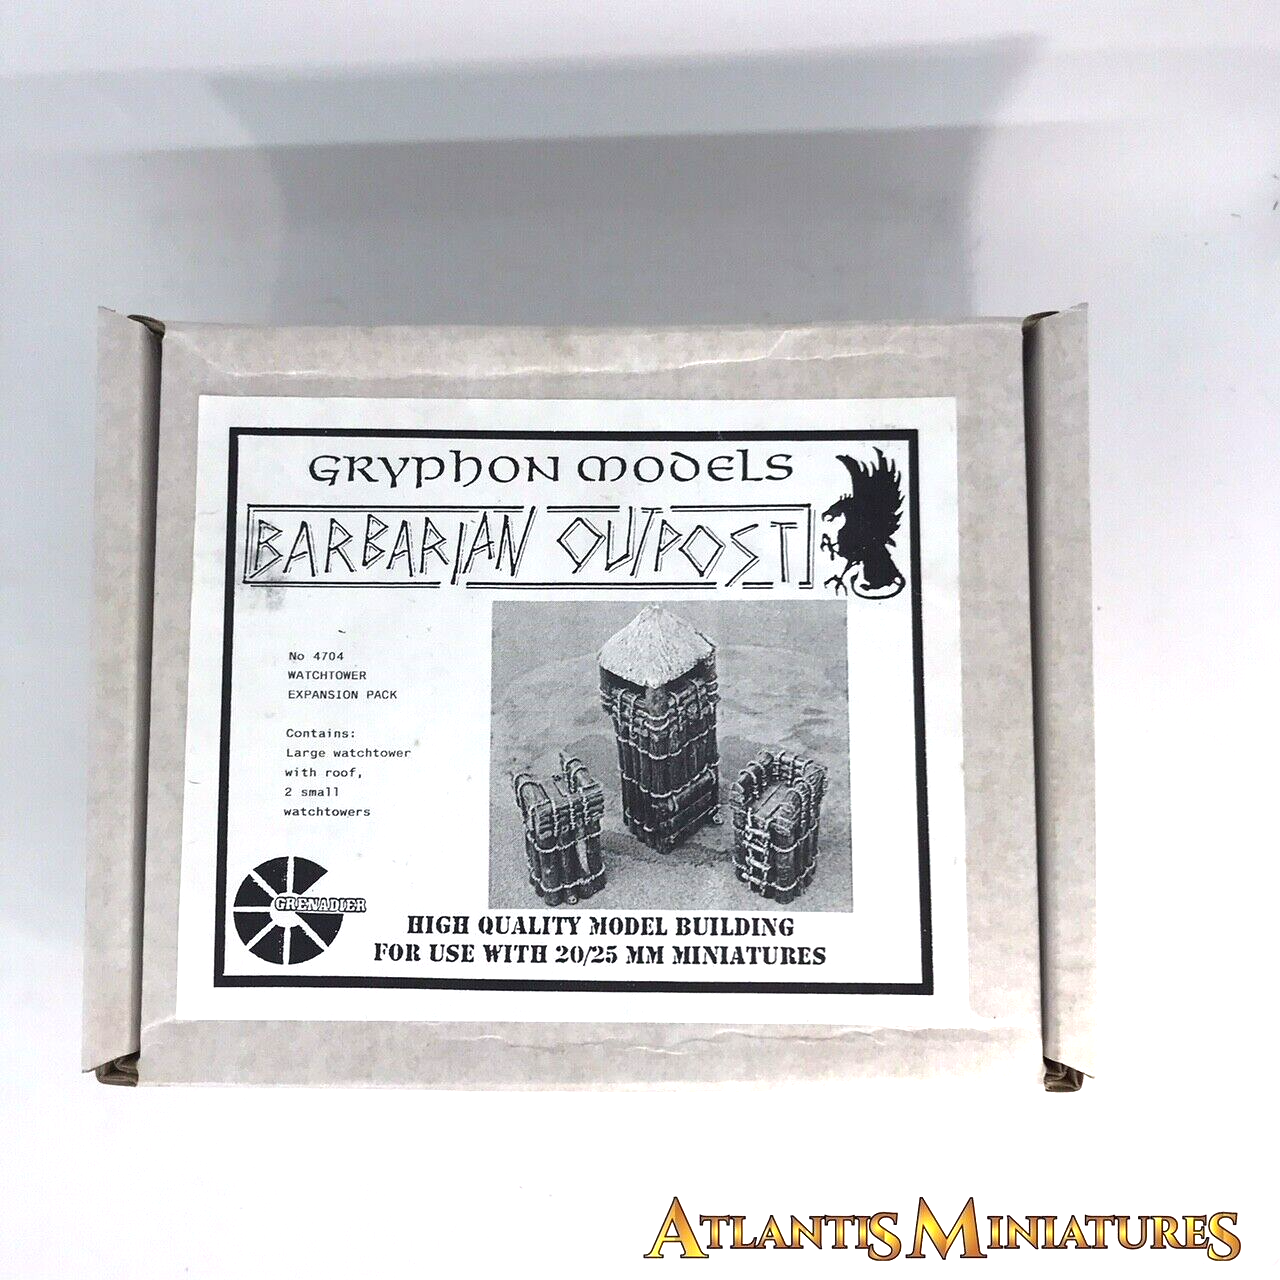 GRYPHON MODELS
BARBARIAN OUTPOST
No 4704
WATCHTOWER
EXPANSION PACK
Contains:
Large watchtower
with roof,
2 small
watchtowers
GRENADIER
HIGH QUALITY MODEL BUILDING
FOR USE WITH 20/25 MM MINIATURES
ATLANTIS MINIATURES